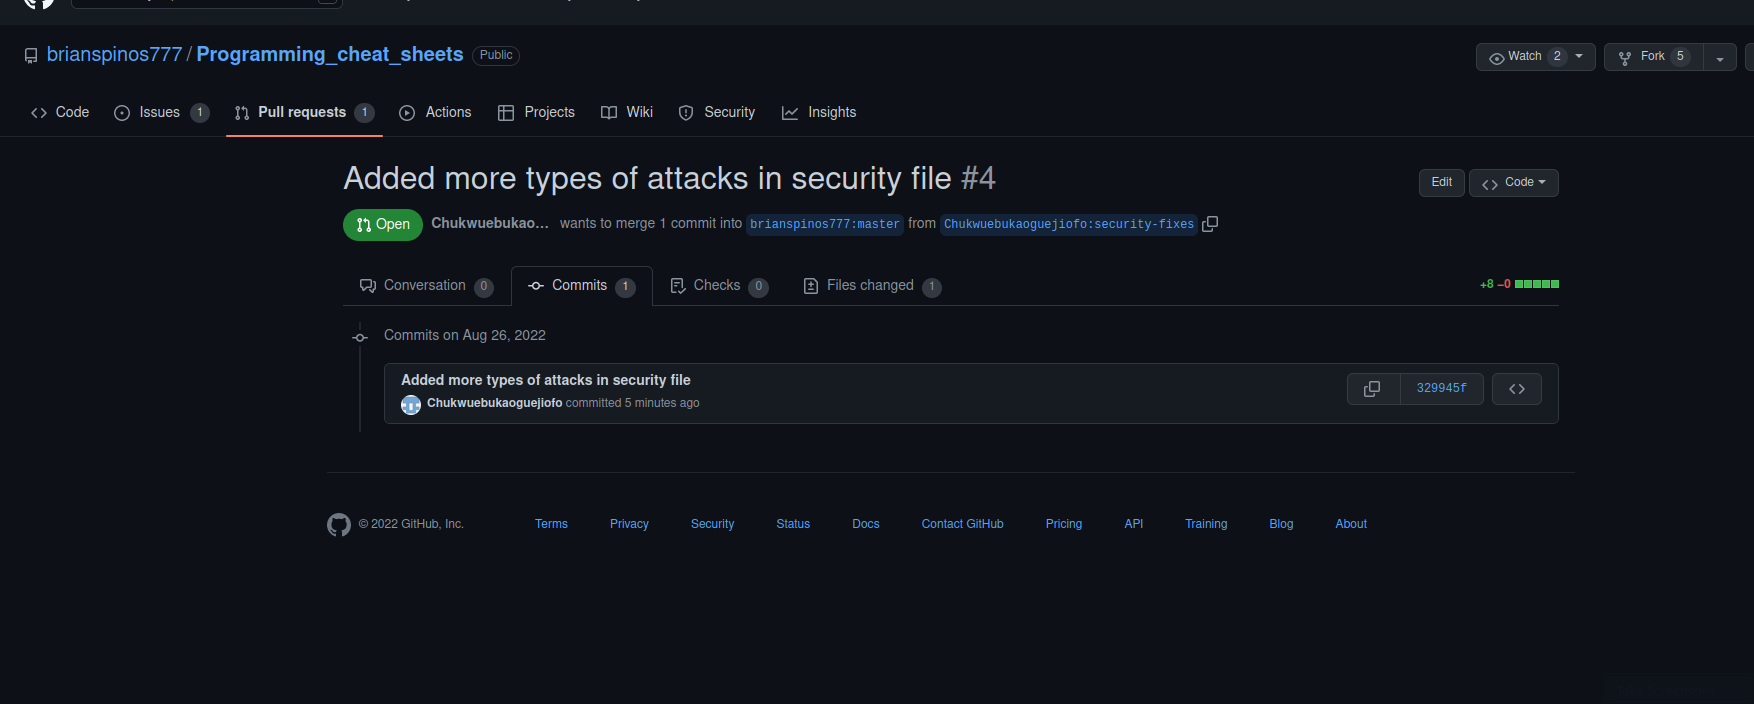 brianspinos777 / Programming_cheat_sheets Public Watch 2 Fork 5
Code Issues 1 Pull requests 1 Actions Projects Wiki Security Insights
Added more types of attacks in security file #4 Edit Code
Open Chukwuebukao... wants to merge 1 commit into brianspinos777:master from Chukwuebukaoguejiofo:security-fixes
Conversation 0 Commits 1 Checks 0 Files changed 1 +8 −0
Commits on Aug 26, 2022
Added more types of attacks in security file 329945f
Chukwuebukaoguejiofo committed 5 minutes ago
© 2022 GitHub, Inc. Terms Privacy Security Status Docs Contact GitHub Pricing API Training Blog About